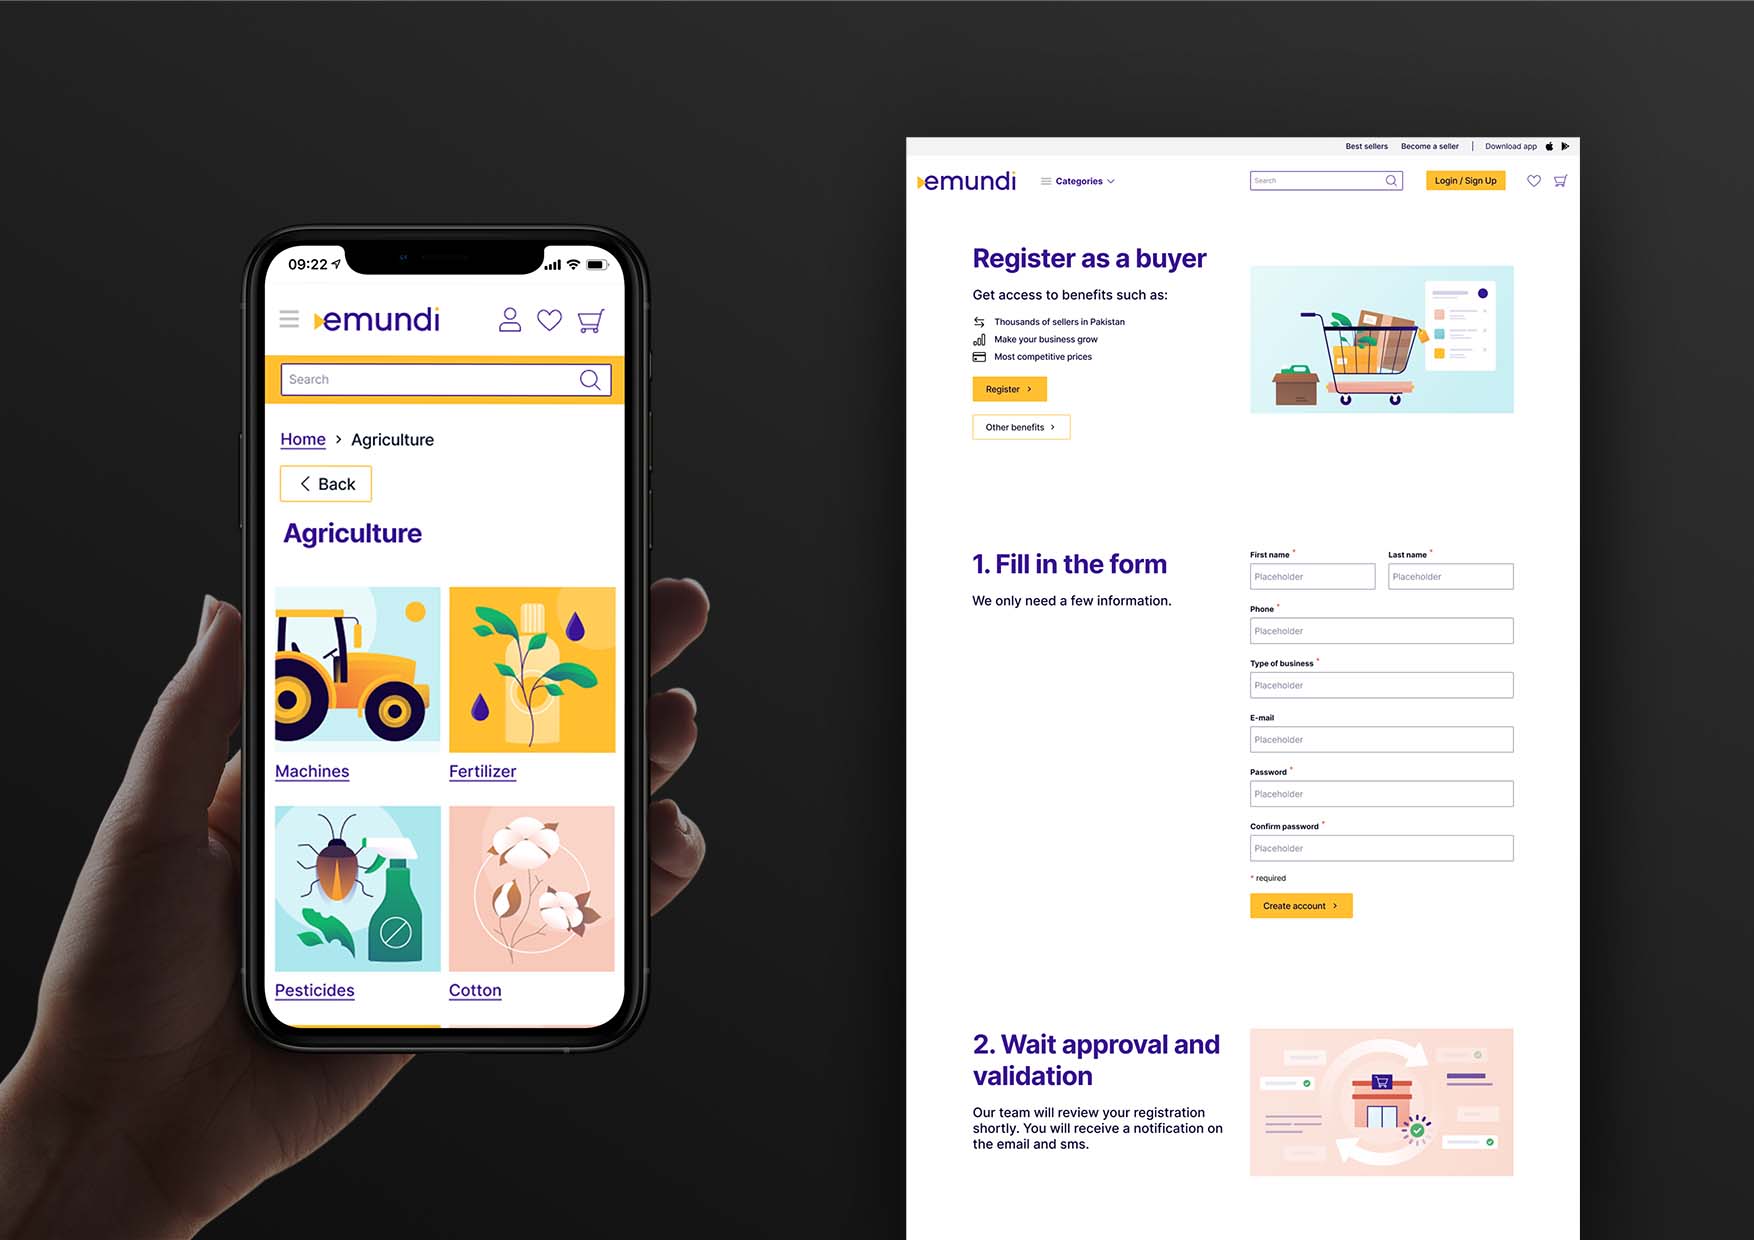 09:22
emundi
Search
Home > Agriculture
< Back
Agriculture
Machines
Fertilizer
Pesticides
Cotton
Best sellers Become a seller | Download app
emundi Categories Search Login / Sign Up
Register as a buyer
Get access to benefits such as:
Thousands of sellers in Pakistan
Make your business grow
Most competitive prices
Register >
Other benefits >
1. Fill in the form
We only need a few information.
First name * Last name *
Placeholder Placeholder
Phone *
Placeholder
Type of business *
Placeholder
E-mail
Placeholder
Password *
Placeholder
Confirm password *
Placeholder
* required
Create account >
2. Wait approval and
validation
Our team will review your registration
shortly. You will receive a notification on
the email and sms.